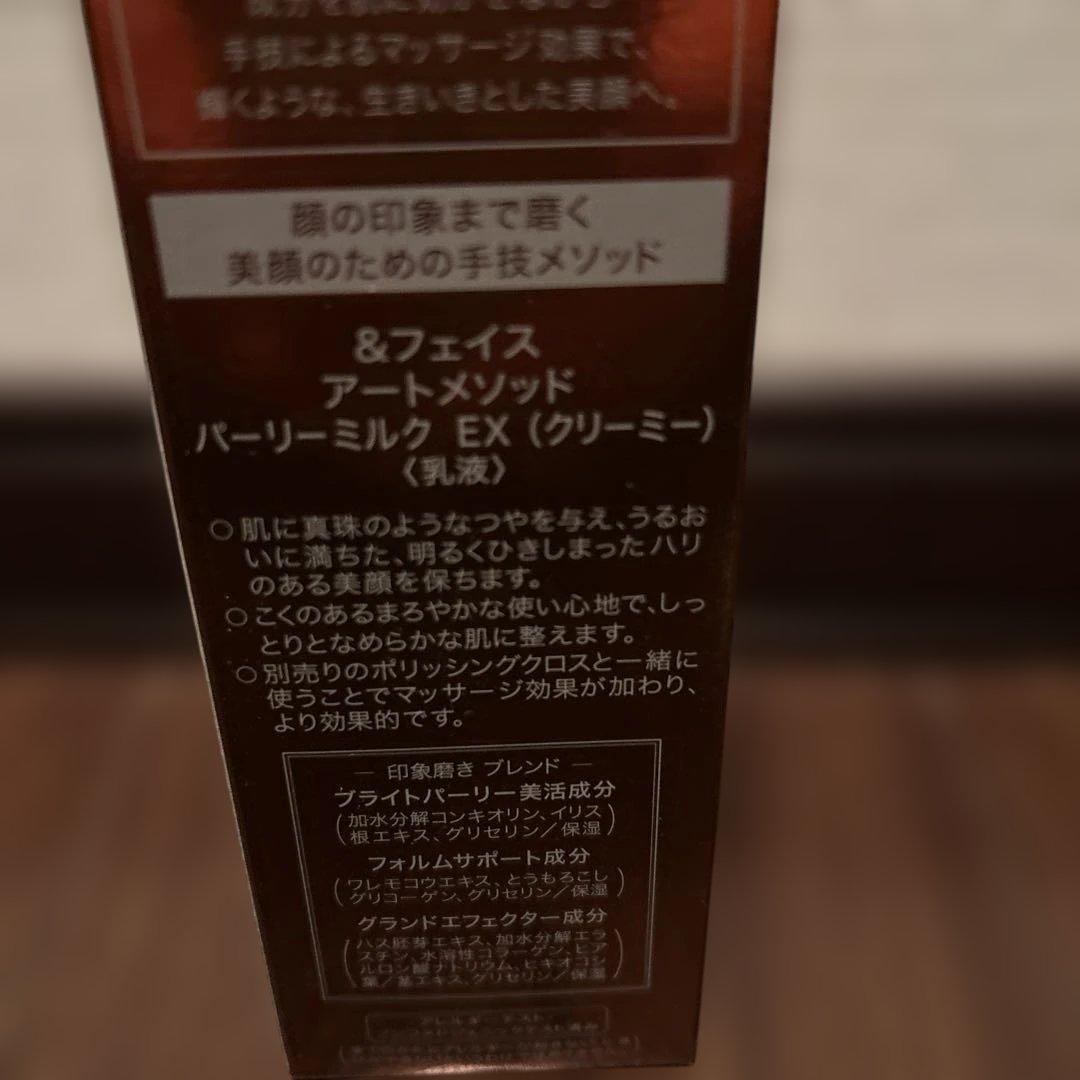 手技によるマッサージ効果で、
輝くような、生きいきとした美顔へ。
顔の印象まで磨く
美顔のための手技メソッド
&フェイス
アートメソッド
パーリーミルク EX（クリーミー）
〈乳液〉
○肌に真珠のようなつやを与え、うるお
いに満ちた、明るくひきしまったハリ
のある美顔を保ちます。
○こくのあるまろやかな使い心地で、しっ
とりとなめらかな肌に整えます。
○別売りのポリッシングクロスと一緒に
使うことでマッサージ効果が加わり、
より効果的です。
― 印象磨き ブレンド ―
ブライトパーリー美活成分
（加水分解コンキオリン、イリス
根エキス、グリセリン／保湿）
フォルムサポート成分
（ワレモコウエキス、とうもろこし
グリコーゲン、グリセリン／保湿）
グランドエフェクター成分
（ハス胚芽エキス、加水分解エラ
スチン、水溶性コラーゲン、ヒア
ルロン酸ナトリウム、ヒキオコシ
葉／茎エキス、グリセリン／保湿）